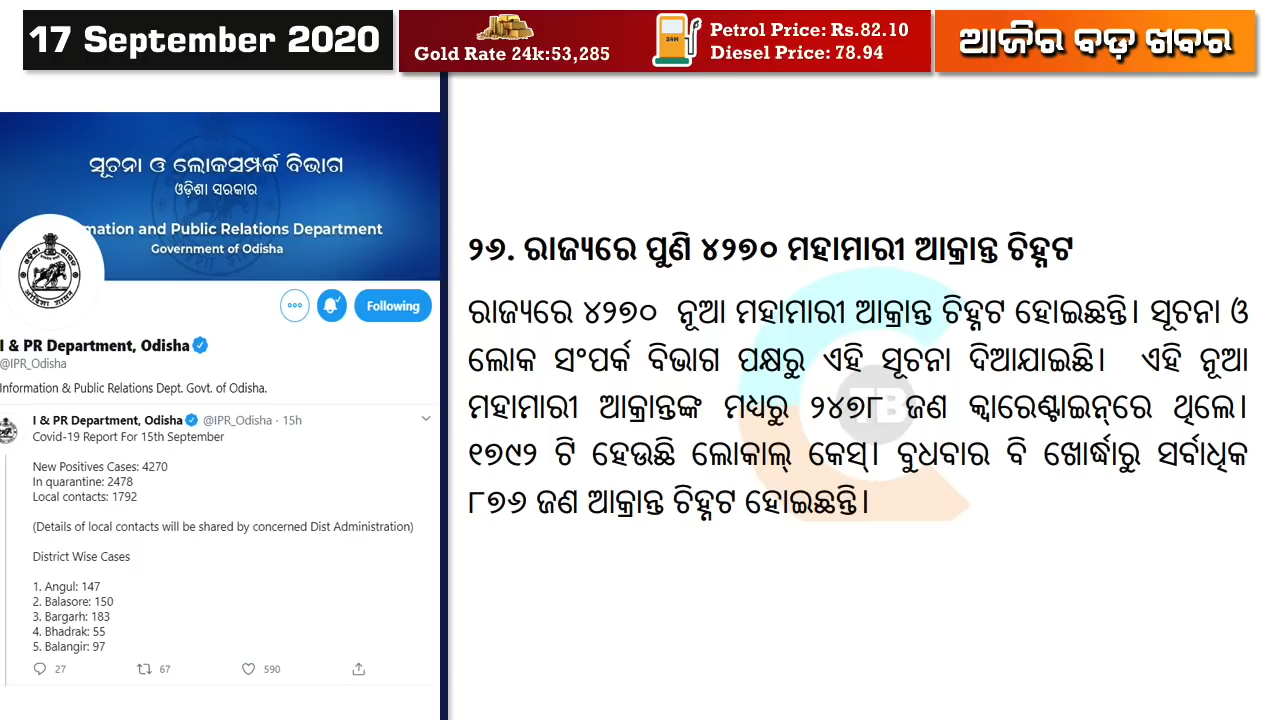 17 September 2020
Gold Rate 24k:53,285
24H
Petrol Price: Rs.82.10
Diesel Price: 78.94
ଆଜିର ବଡ଼ ଖବର
ସୂଚନା ଓ ଲୋକସମ୍ପର୍କ ବିଭାଗ
ଓଡ଼ିଶା ସରକାର
mation and Public Relations Department
Government of Odisha
Following
I & PR Department, Odisha
@IPR_Odisha
Information & Public Relations Dept. Govt. of Odisha.
I & PR Department, Odisha @IPR_Odisha · 15h
Covid-19 Report For 15th September
New Positives Cases: 4270
In quarantine: 2478
Local contacts: 1792
(Details of local contacts will be shared by concerned Dist Administration)
District Wise Cases
1. Angul: 147
2. Balasore: 150
3. Bargarh: 183
4. Bhadrak: 55
5. Balangir: 97
27 67 590
୨୬. ରାଜ୍ୟରେ ପୁଣି ୪୨୭୦ ମହାମାରୀ ଆକ୍ରାନ୍ତ ଚିହ୍ନଟ
ରାଜ୍ୟରେ ୪୨୭୦ ନୂଆ ମହାମାରୀ ଆକ୍ରାନ୍ତ ଚିହ୍ନଟ ହୋଇଛନ୍ତି। ସୂଚନା ଓ
ଲୋକ ସଂପର୍କ ବିଭାଗ ପକ୍ଷରୁ ଏହି ସୂଚନା ଦିଆଯାଇଛି। ଏହି ନୂଆ
ମହାମାରୀ ଆକ୍ରାନ୍ତଙ୍କ ମଧ୍ୟରୁ ୨୪୭୮ ଜଣ କ୍ୱାରେଣ୍ଟାଇନ୍‌ରେ ଥିଲେ।
୧୭୯୨ ଟି ହେଉଛି ଲୋକାଲ୍ କେସ୍। ବୁଧବାର ବି ଖୋର୍ଦ୍ଧାରୁ ସର୍ବାଧିକ
୮୭୬ ଜଣ ଆକ୍ରାନ୍ତ ଚିହ୍ନଟ ହୋଇଛନ୍ତି।
TB